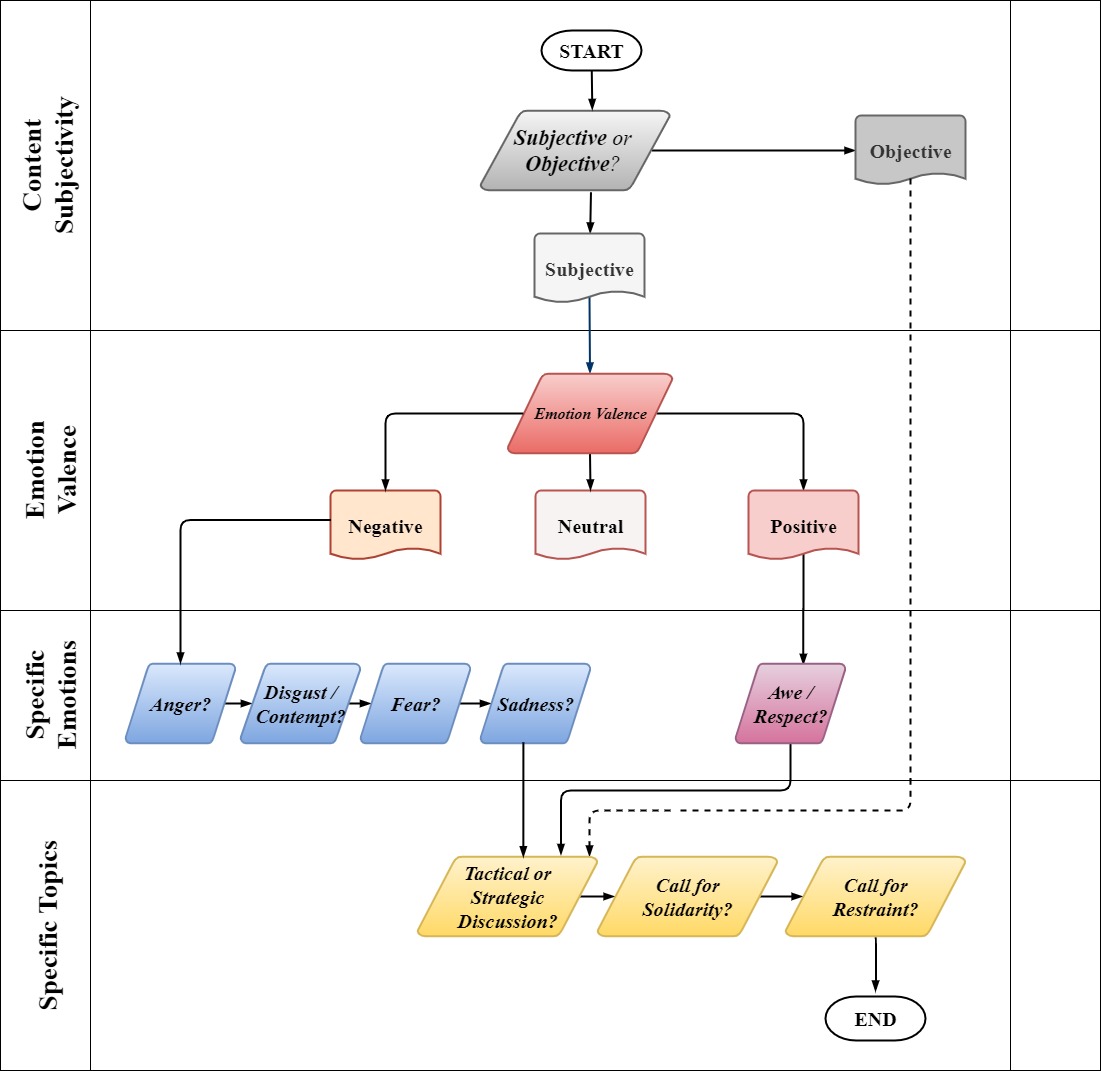 Content
Subjectivity
START
Subjective or
Objective?
Objective
Subjective
Emotion
Valence
Emotion Valence
Negative
Neutral
Positive
Specific
Emotions
Anger?
Disgust /
Contempt?
Fear?
Sadness?
Awe /
Respect?
Specific Topics
Tactical or
Strategic
Discussion?
Call for
Solidarity?
Call for
Restraint?
END